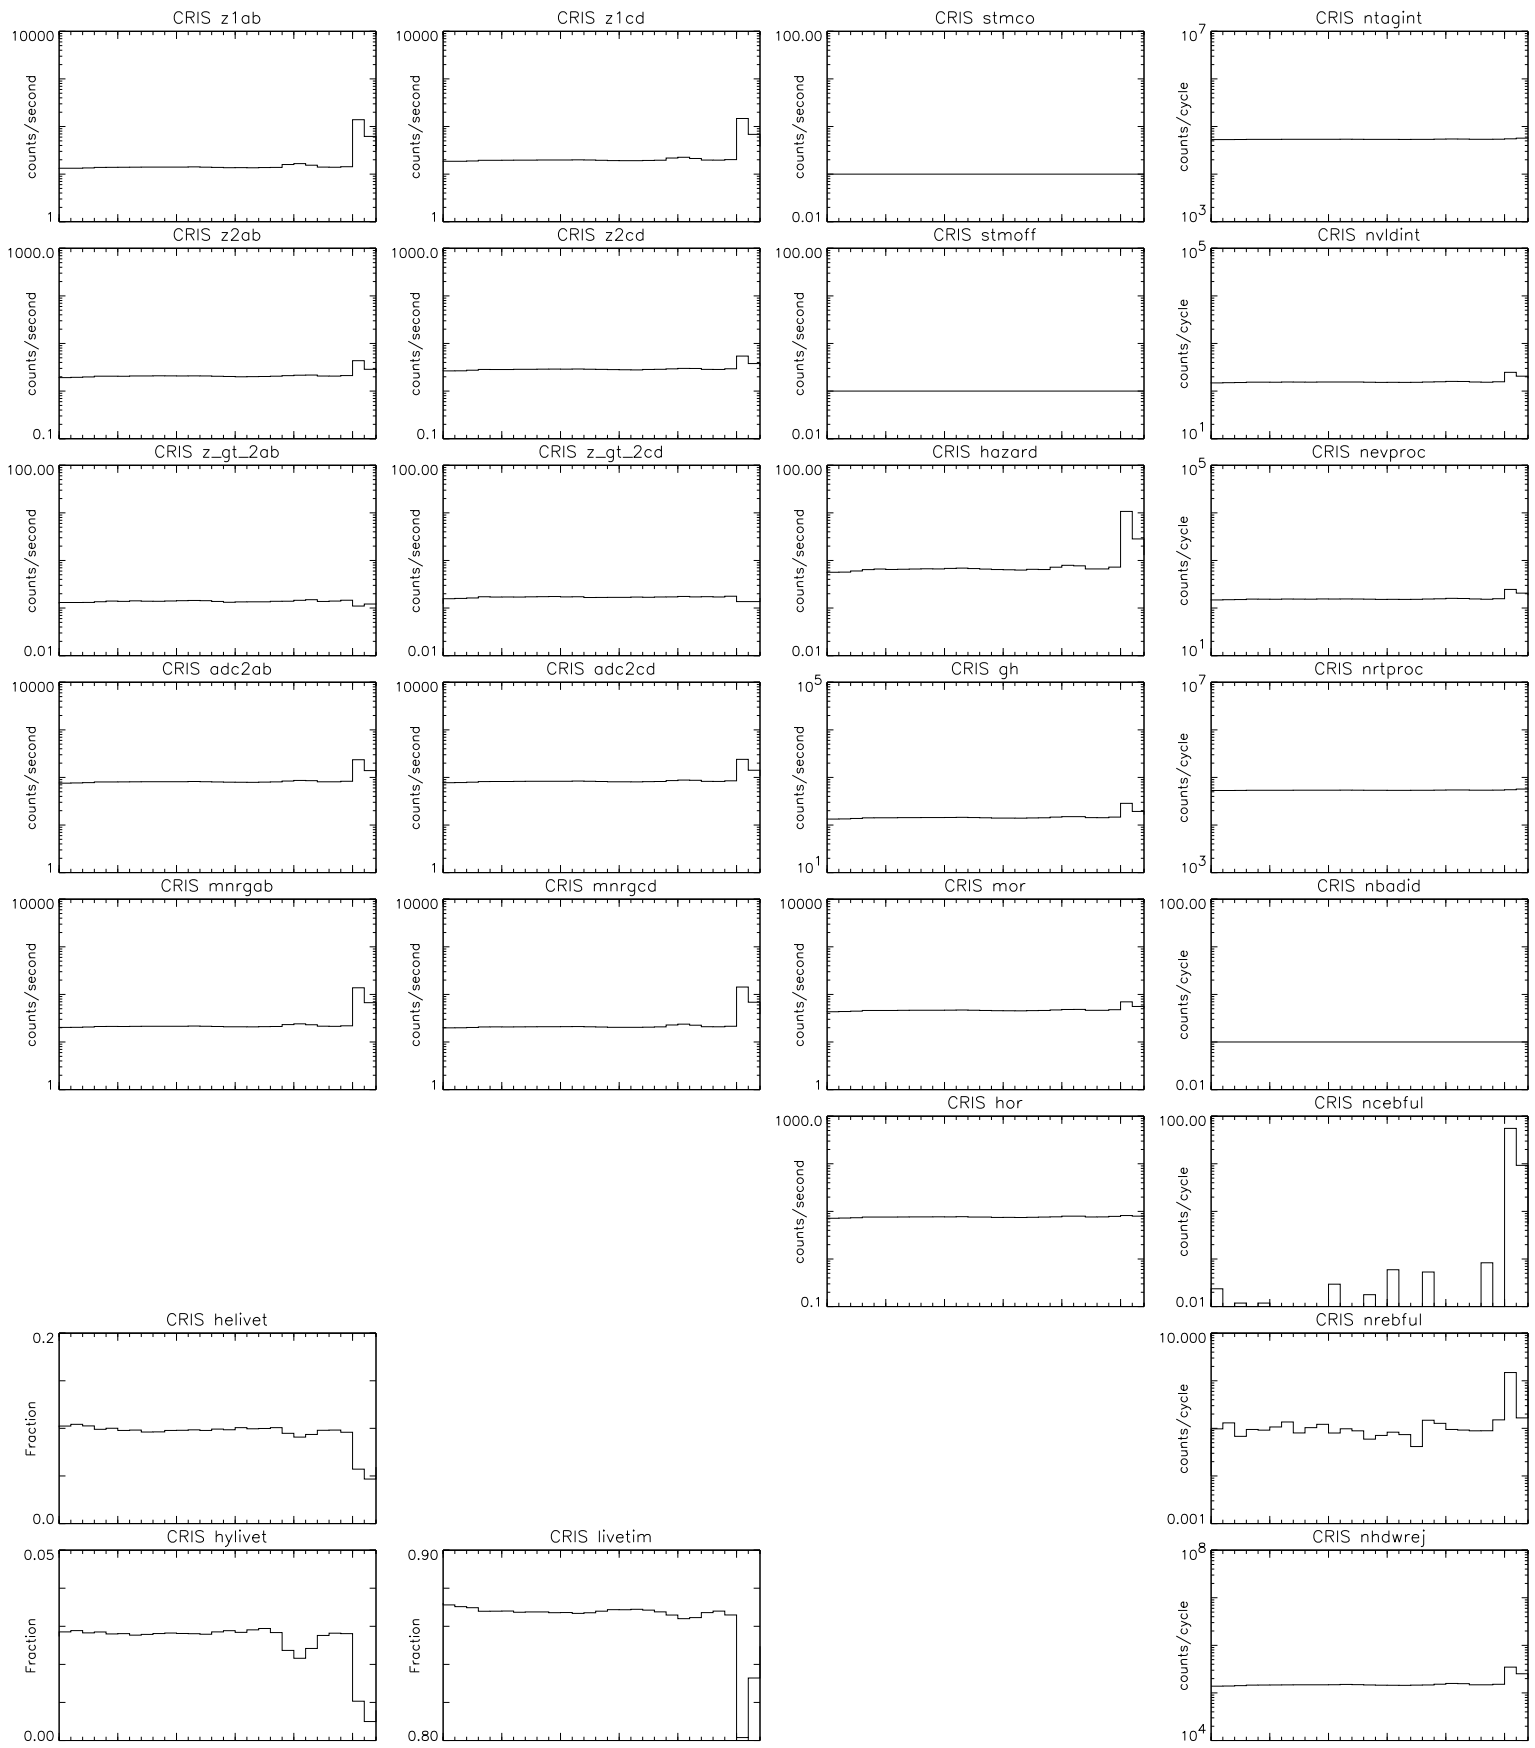 CRIS z1ab
10000
counts/second
1
CRIS z1cd
10000
counts/second
1
CRIS stmco
100.00
counts/second
0.01
CRIS ntagint
10^7
counts/cycle
10^3
CRIS z2ab
1000.0
counts/second
0.1
CRIS z2cd
1000.0
counts/second
0.1
CRIS stmoff
100.00
counts/second
0.01
CRIS nvldint
10^5
counts/cycle
10^1
CRIS z_gt_2ab
100.00
counts/second
0.01
CRIS z_gt_2cd
100.00
counts/second
0.01
CRIS hazard
100.00
counts/second
0.01
CRIS nevproc
10^5
counts/cycle
10^1
CRIS adc2ab
10000
counts/second
1
CRIS adc2cd
10000
counts/second
1
CRIS gh
10^5
counts/second
10^1
CRIS nrtproc
10^7
counts/cycle
10^3
CRIS mnrgab
10000
counts/second
1
CRIS mnrgcd
10000
counts/second
1
CRIS mor
10000
counts/second
1
CRIS nbadid
100.00
counts/cycle
0.01
CRIS hor
1000.0
counts/second
0.1
CRIS ncebful
100.00
counts/cycle
0.01
CRIS helivet
0.2
Fraction
0.0
CRIS nrebful
10.000
counts/cycle
0.001
CRIS hylivet
0.05
Fraction
0.00
CRIS livetim
0.90
Fraction
0.80
CRIS nhdwrej
10^8
counts/cycle
10^4